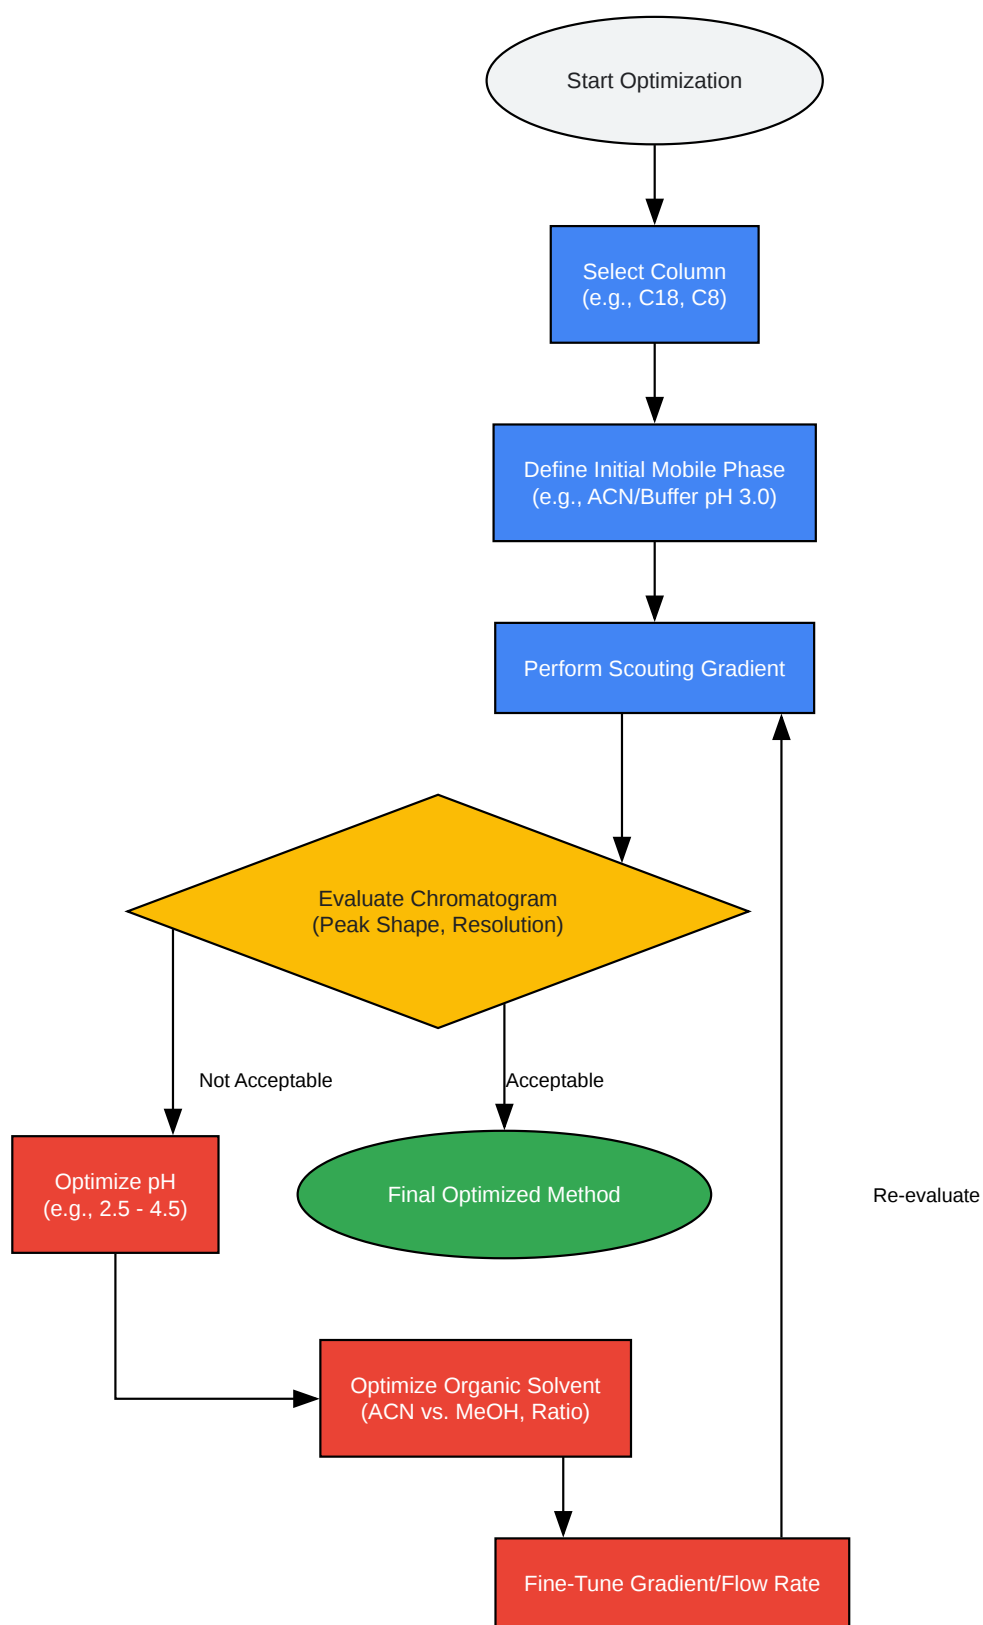 Start Optimization
Select Column
(e.g., C18, C8)
Define Initial Mobile Phase
(e.g., ACN/Buffer pH 3.0)
Perform Scouting Gradient
Evaluate Chromatogram
(Peak Shape, Resolution)
Not Acceptable
Acceptable
Optimize pH
(e.g., 2.5 - 4.5)
Final Optimized Method
Re-evaluate
Optimize Organic Solvent
(ACN vs. MeOH, Ratio)
Fine-Tune Gradient/Flow Rate